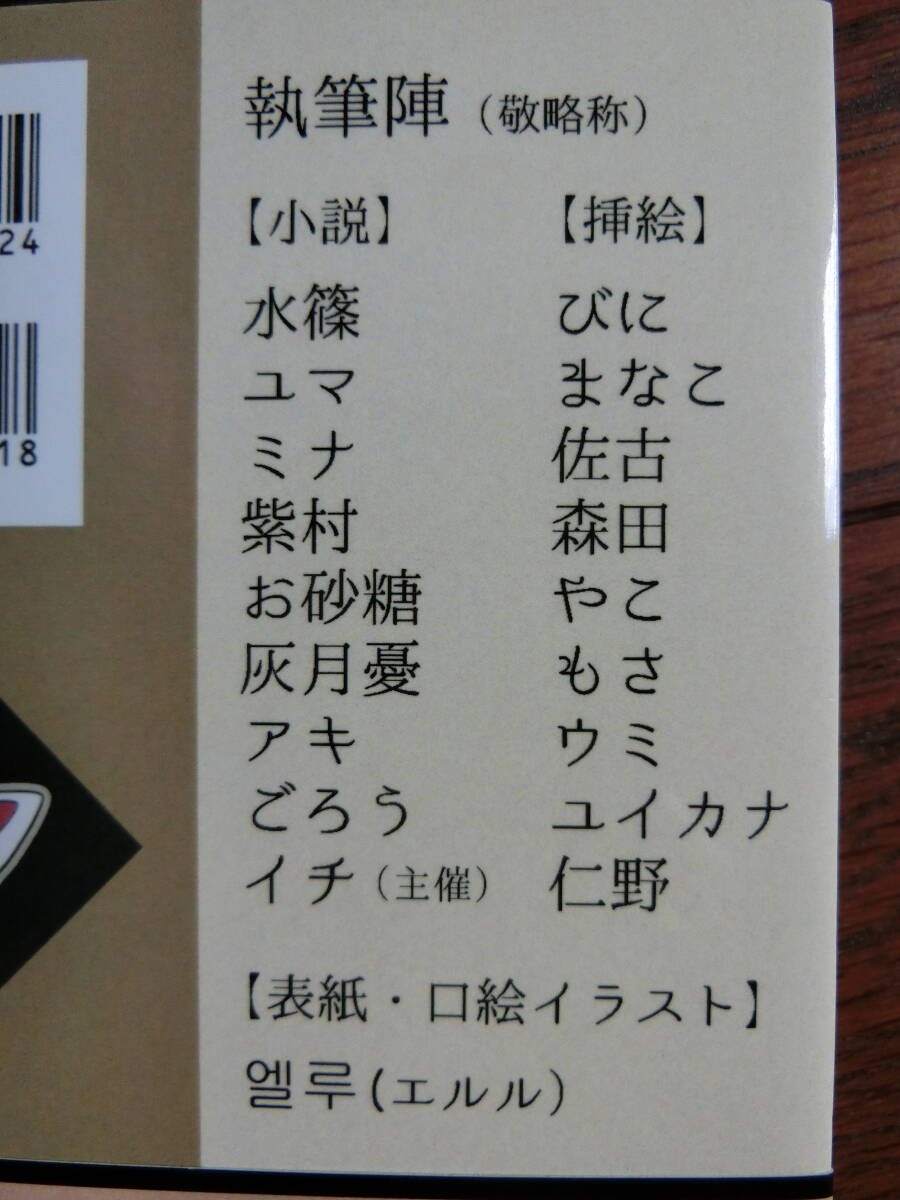 執筆陣（敬略称）
【小説】
水篠
ユマ
ミナ
紫村
お砂糖
灰月憂
アキ
ごろう
イチ（主催）
【挿絵】
びに
まなこ
佐古
森田
やこ
もさ
ウミ
ユイカナ
仁野
【表紙・口絵イラスト】
엘루(エルル)
24
18